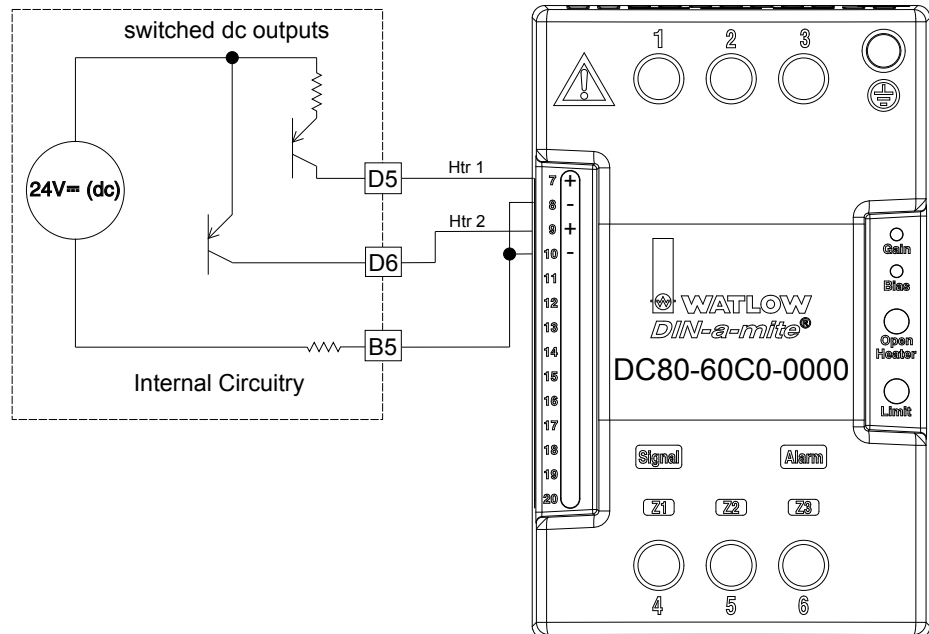 switched dc outputs
24V⎓ (dc)
D5
Htr 1
D6
Htr 2
B5
Internal Circuitry
1 2 3
7 +
8 -
9 +
10 -
11
12
13
14
15
16
17
18
19
20
Gain
Bias
Open
Heater
Limit
W WATLOW
DIN-a-mite®
DC80-60C0-0000
Signal Alarm
Z1 Z2 Z3
4 5 6